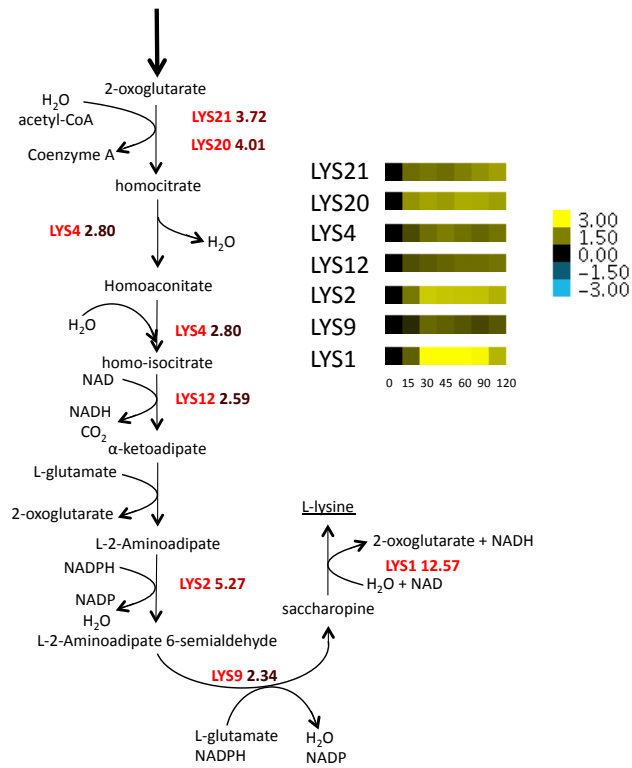 2-oxoglutarate
H₂O
acetyl-CoA
LYS21 3.72
LYS20 4.01
Coenzyme A
homocitrate
LYS4 2.80
H₂O
Homoaconitate
H₂O
LYS4 2.80
homo-isocitrate
NAD
LYS12 2.59
NADH
CO₂
α-ketoadipate
L-glutamate
2-oxoglutarate
L-2-Aminoadipate
NADPH
LYS2 5.27
NADP
H₂O
L-2-Aminoadipate 6-semialdehyde
LYS9 2.34
L-glutamate
NADPH
H₂O
NADP
saccharopine
H₂O + NAD
LYS1 12.57
2-oxoglutarate + NADH
L-lysine
LYS21
LYS20
LYS4
LYS12
LYS2
LYS9
LYS1
0 15 30 45 60 90 120
3.00
1.50
0.00
-1.50
-3.00